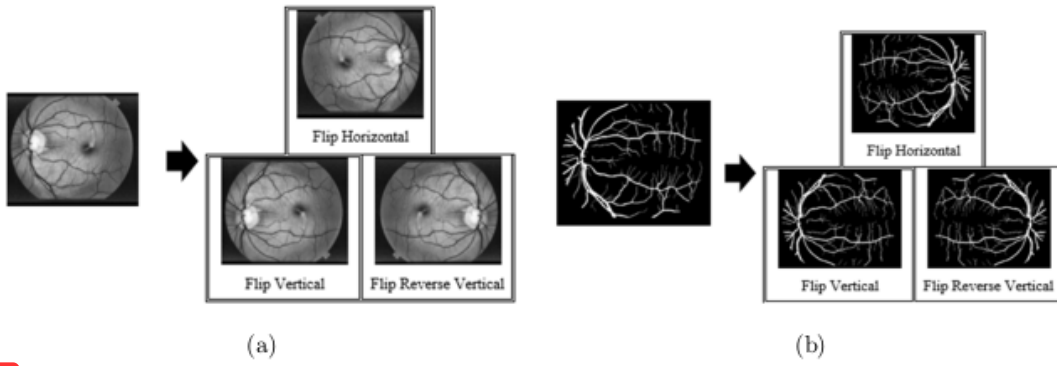 Flip Horizontal
Flip Vertical
Flip Reverse Vertical
(a)
Flip Horizontal
Flip Vertical
Flip Reverse Vertical
(b)